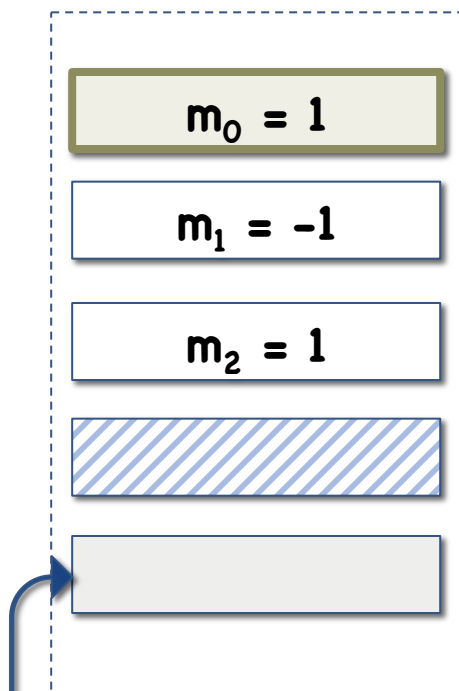 m₀ = 1
m₁ = -1
m₂ = 1